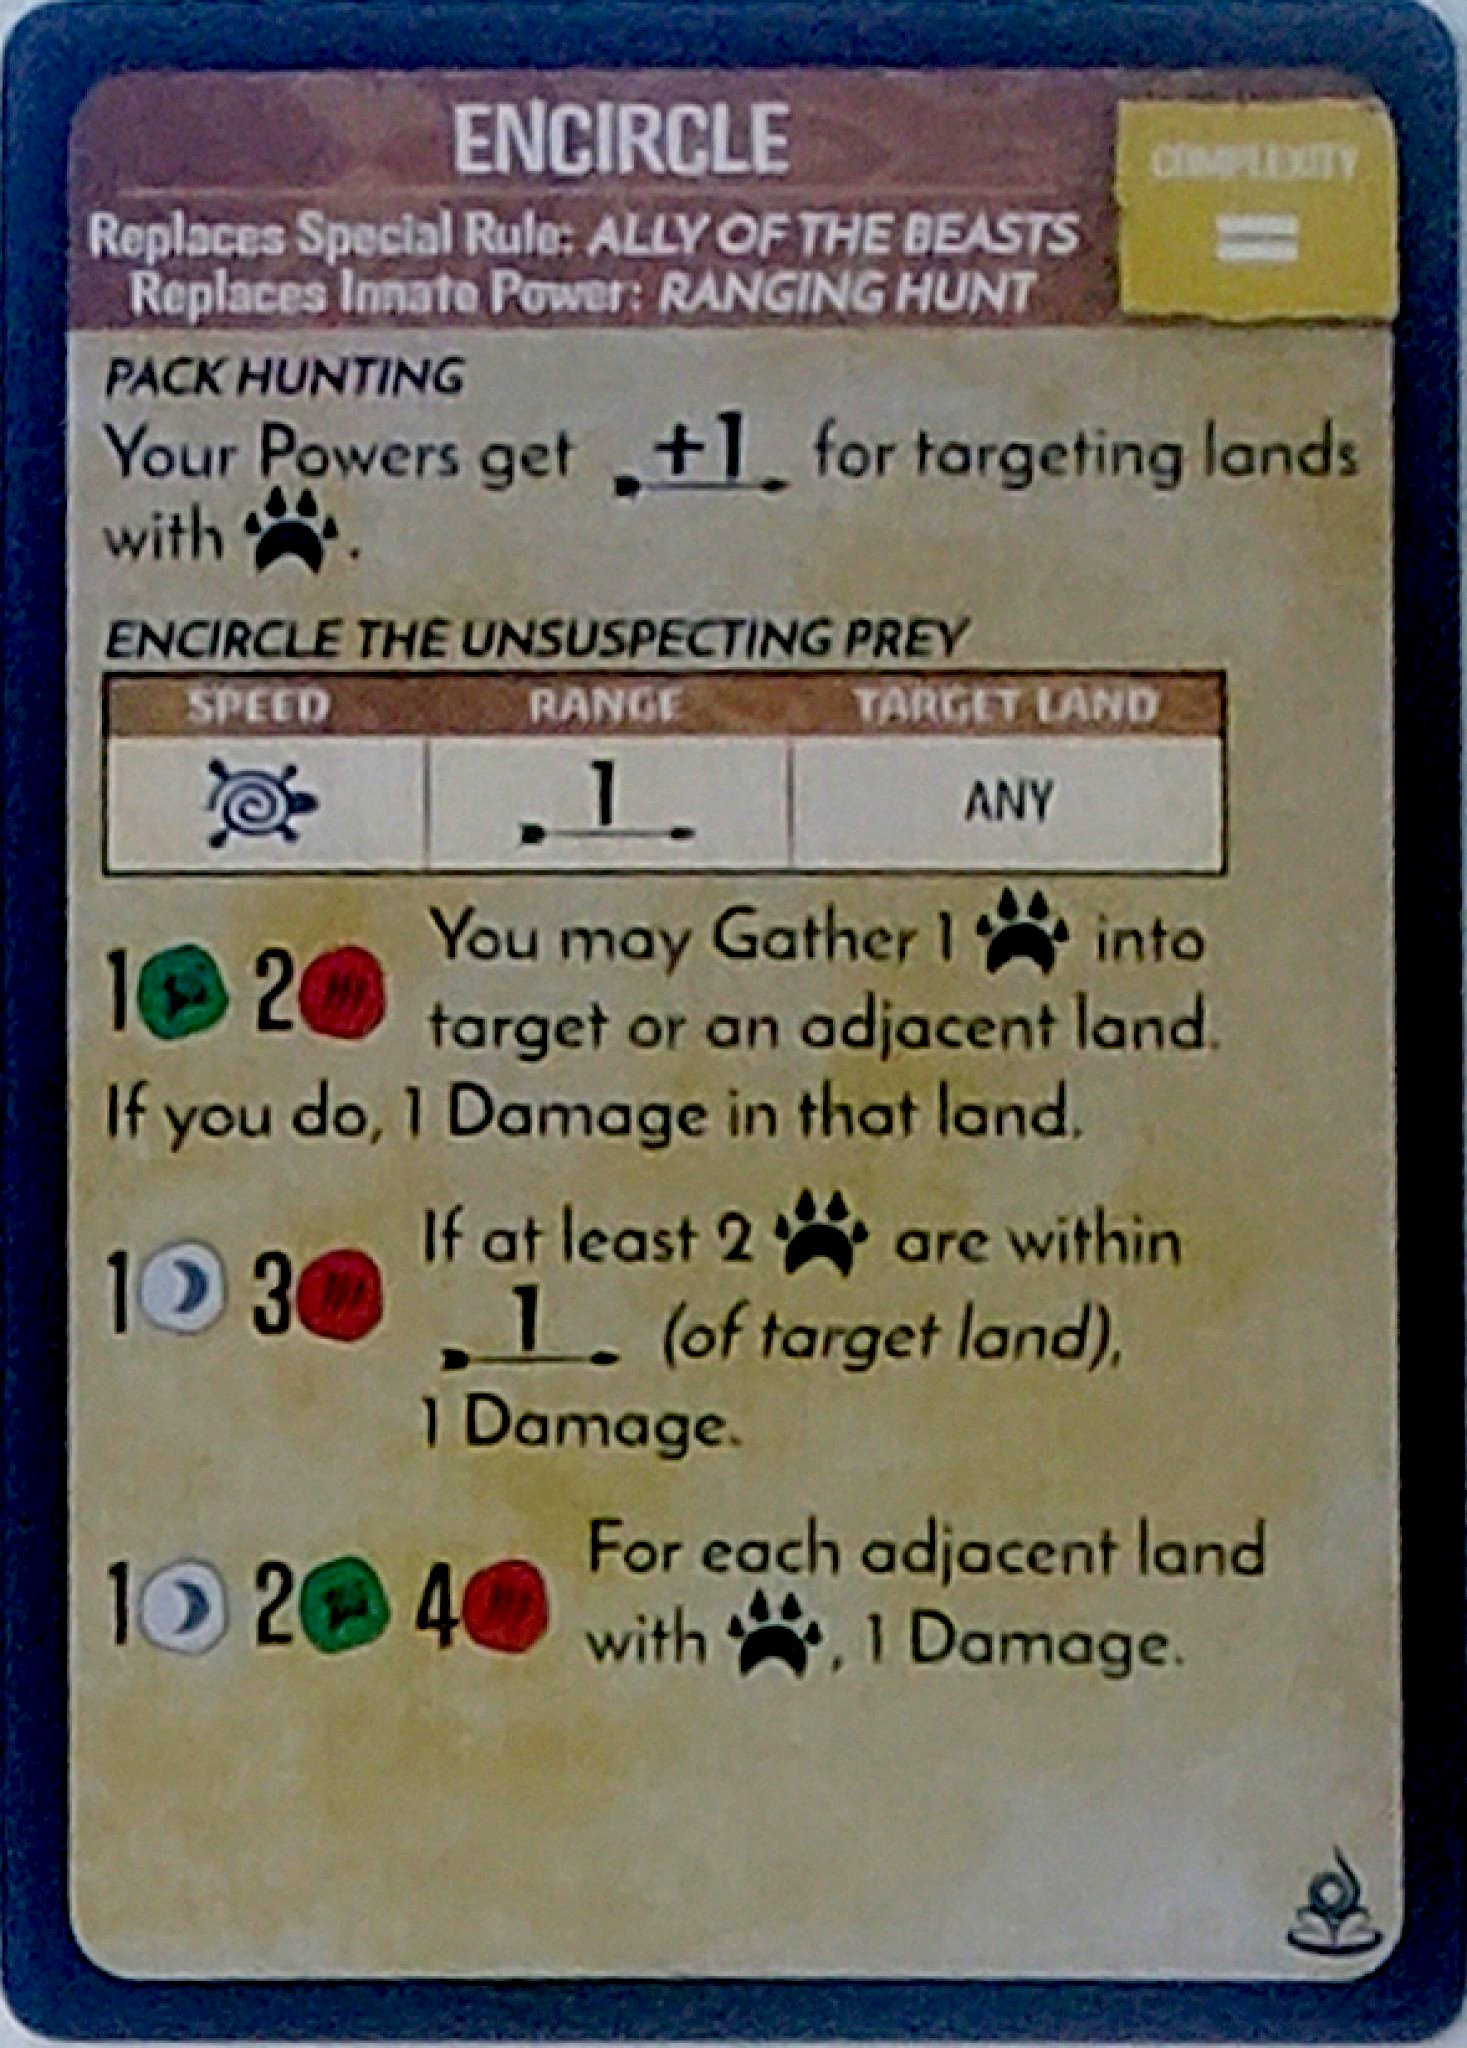 ENCIRCLE
COMPLEXITY
=
Replaces Special Rule: ALLY OF THE BEASTS
Replaces Innate Power: RANGING HUNT
PACK HUNTING
Your Powers get +1 for targeting lands
with .
ENCIRCLE THE UNSUSPECTING PREY
SPEED RANGE TARGET LAND
1 ANY
1 2 You may Gather 1 into
target or an adjacent land.
If you do, 1 Damage in that land.
1 3 If at least 2 are within
1 (of target land),
1 Damage.
1 2 4 For each adjacent land
with , 1 Damage.